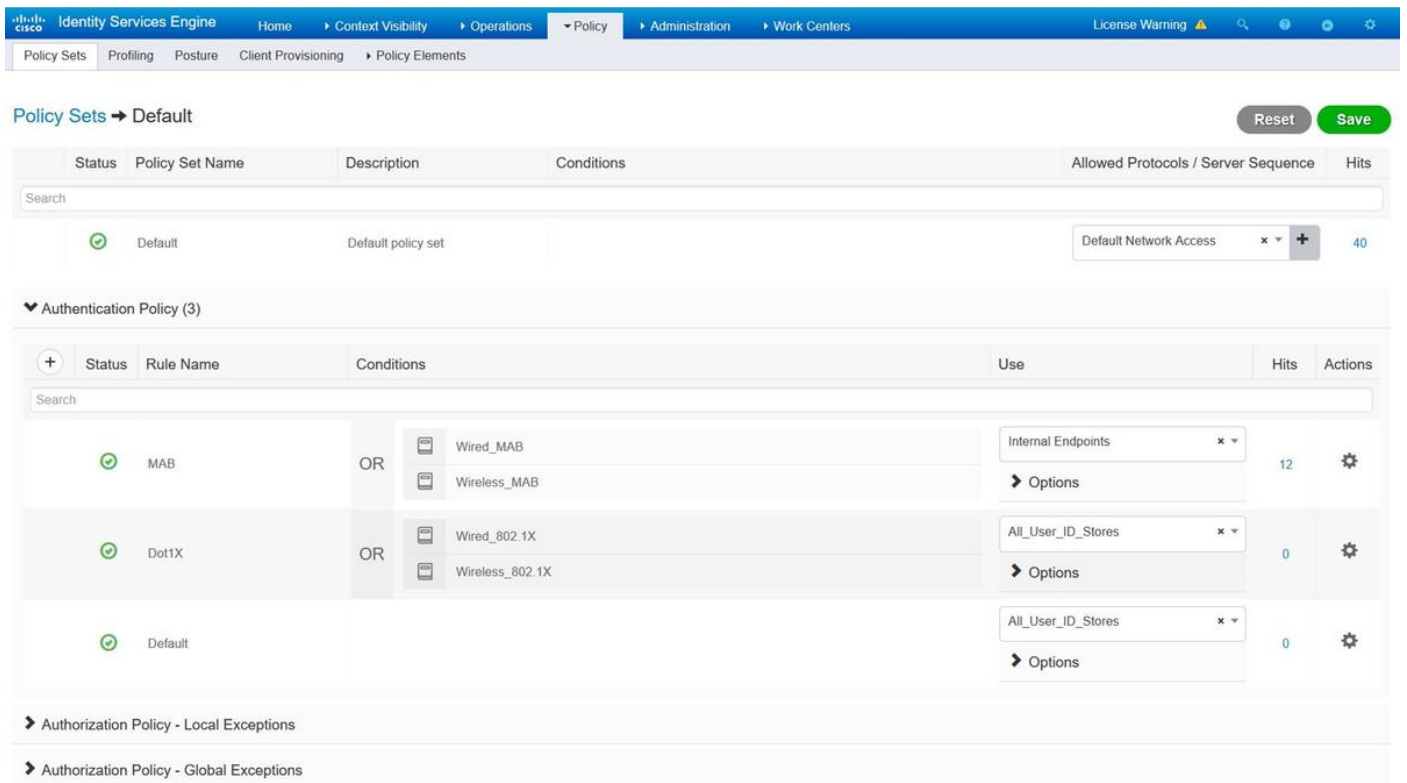 cisco Identity Services Engine Home Context Visibility Operations Policy Administration Work Centers License Warning
Policy Sets Profiling Posture Client Provisioning Policy Elements
Policy Sets → Default Reset Save
Status Policy Set Name Description Conditions Allowed Protocols / Server Sequence Hits
Search
Default Default policy set Default Network Access × + 40
Authentication Policy (3)
+ Status Rule Name Conditions Use Hits Actions
Search
MAB OR Wired_MAB Internal Endpoints × 12
Wireless_MAB Options
Dot1X OR Wired_802.1X All_User_ID_Stores × 0
Wireless_802.1X Options
Default All_User_ID_Stores × 0
Options
Authorization Policy - Local Exceptions
Authorization Policy - Global Exceptions